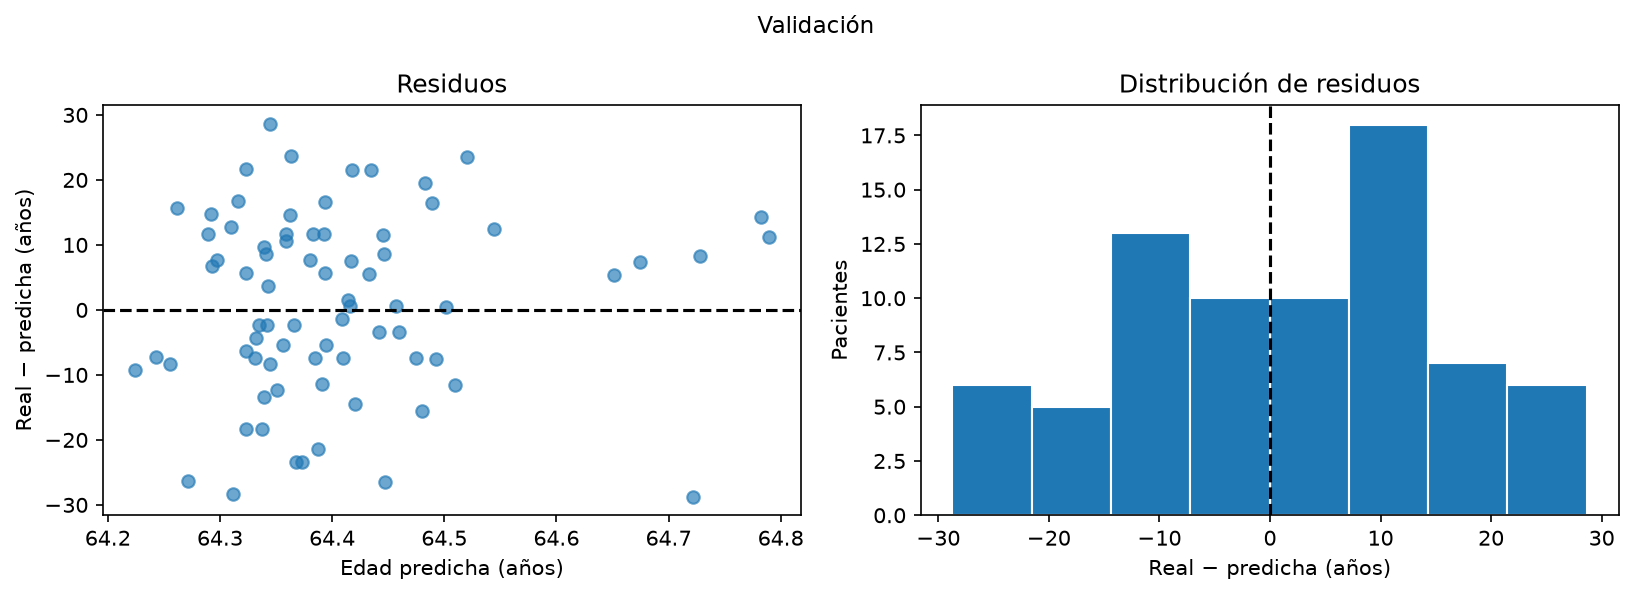 Validación
Residuos
30
20
10
0
−10
−20
−30
Real − predicha (años)
64.2 64.3 64.4 64.5 64.6 64.7 64.8
Edad predicha (años)
Distribución de residuos
17.5
15.0
12.5
10.0
7.5
5.0
2.5
0.0
Pacientes
−30 −20 −10 0 10 20 30
Real − predicha (años)